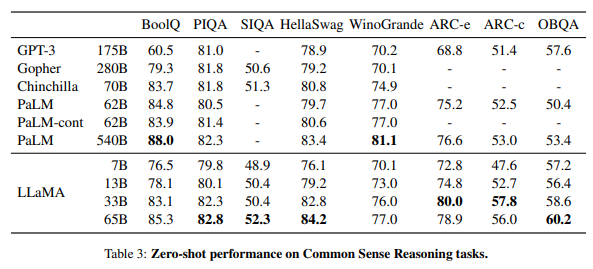 BoolQ PIQA SIQA HellaSwag WinoGrande ARC-e ARC-c OBQA
GPT-3 175B 60.5 81.0 - 78.9 70.2 68.8 51.4 57.6
Gopher 280B 79.3 81.8 50.6 79.2 70.1 - - -
Chinchilla 70B 83.7 81.8 51.3 80.8 74.9 - - -
PaLM 62B 84.8 80.5 - 79.7 77.0 75.2 52.5 50.4
PaLM-cont 62B 83.9 81.4 - 80.6 77.0 - - -
PaLM 540B 88.0 82.3 - 83.4 81.1 76.6 53.0 53.4
7B 76.5 79.8 48.9 76.1 70.1 72.8 47.6 57.2
LLaMA 13B 78.1 80.1 50.4 79.2 73.0 74.8 52.7 56.4
33B 83.1 82.3 50.4 82.8 76.0 80.0 57.8 58.6
65B 85.3 82.8 52.3 84.2 77.0 78.9 56.0 60.2
Table 3: Zero-shot performance on Common Sense Reasoning tasks.